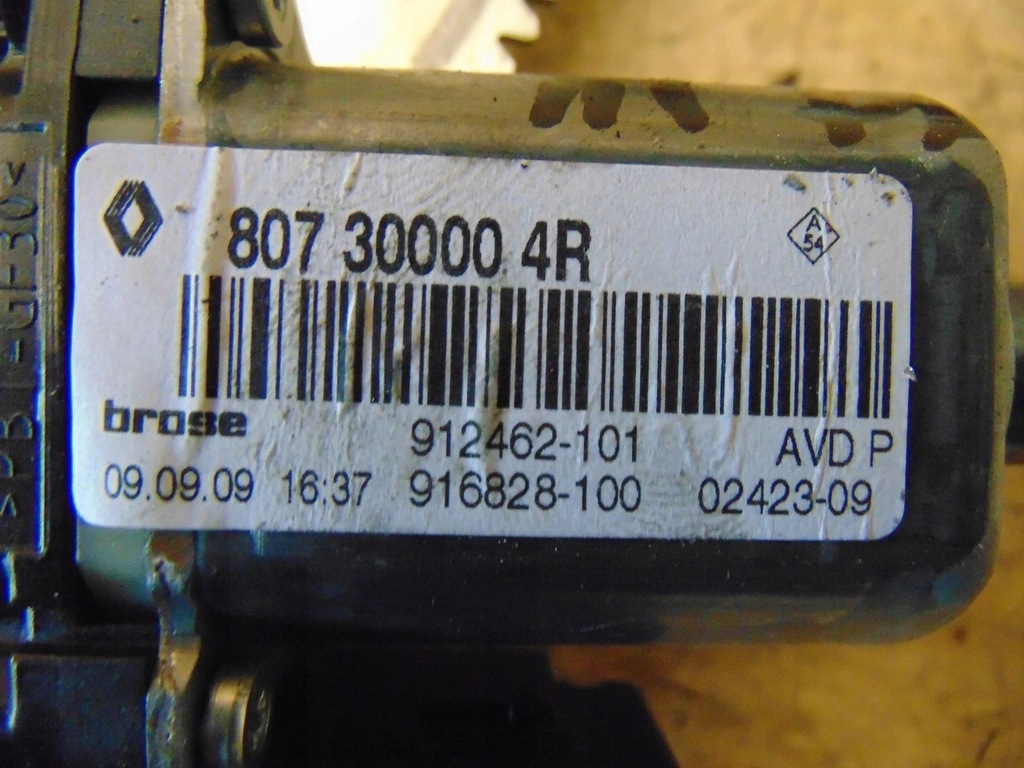 807 30000 4R
A
54
brose
912462-101 AVD P
09.09.09 16:37 916828-100 02423-09